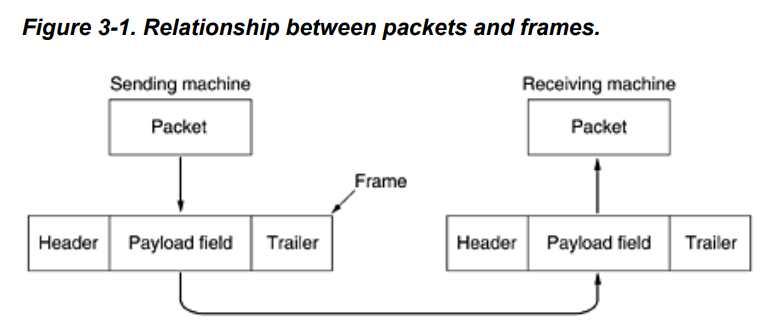 Figure 3-1. Relationship between packets and frames.
Sending machine
Receiving machine
Packet
Packet
Frame
Header
Payload field
Trailer
Header
Payload field
Trailer